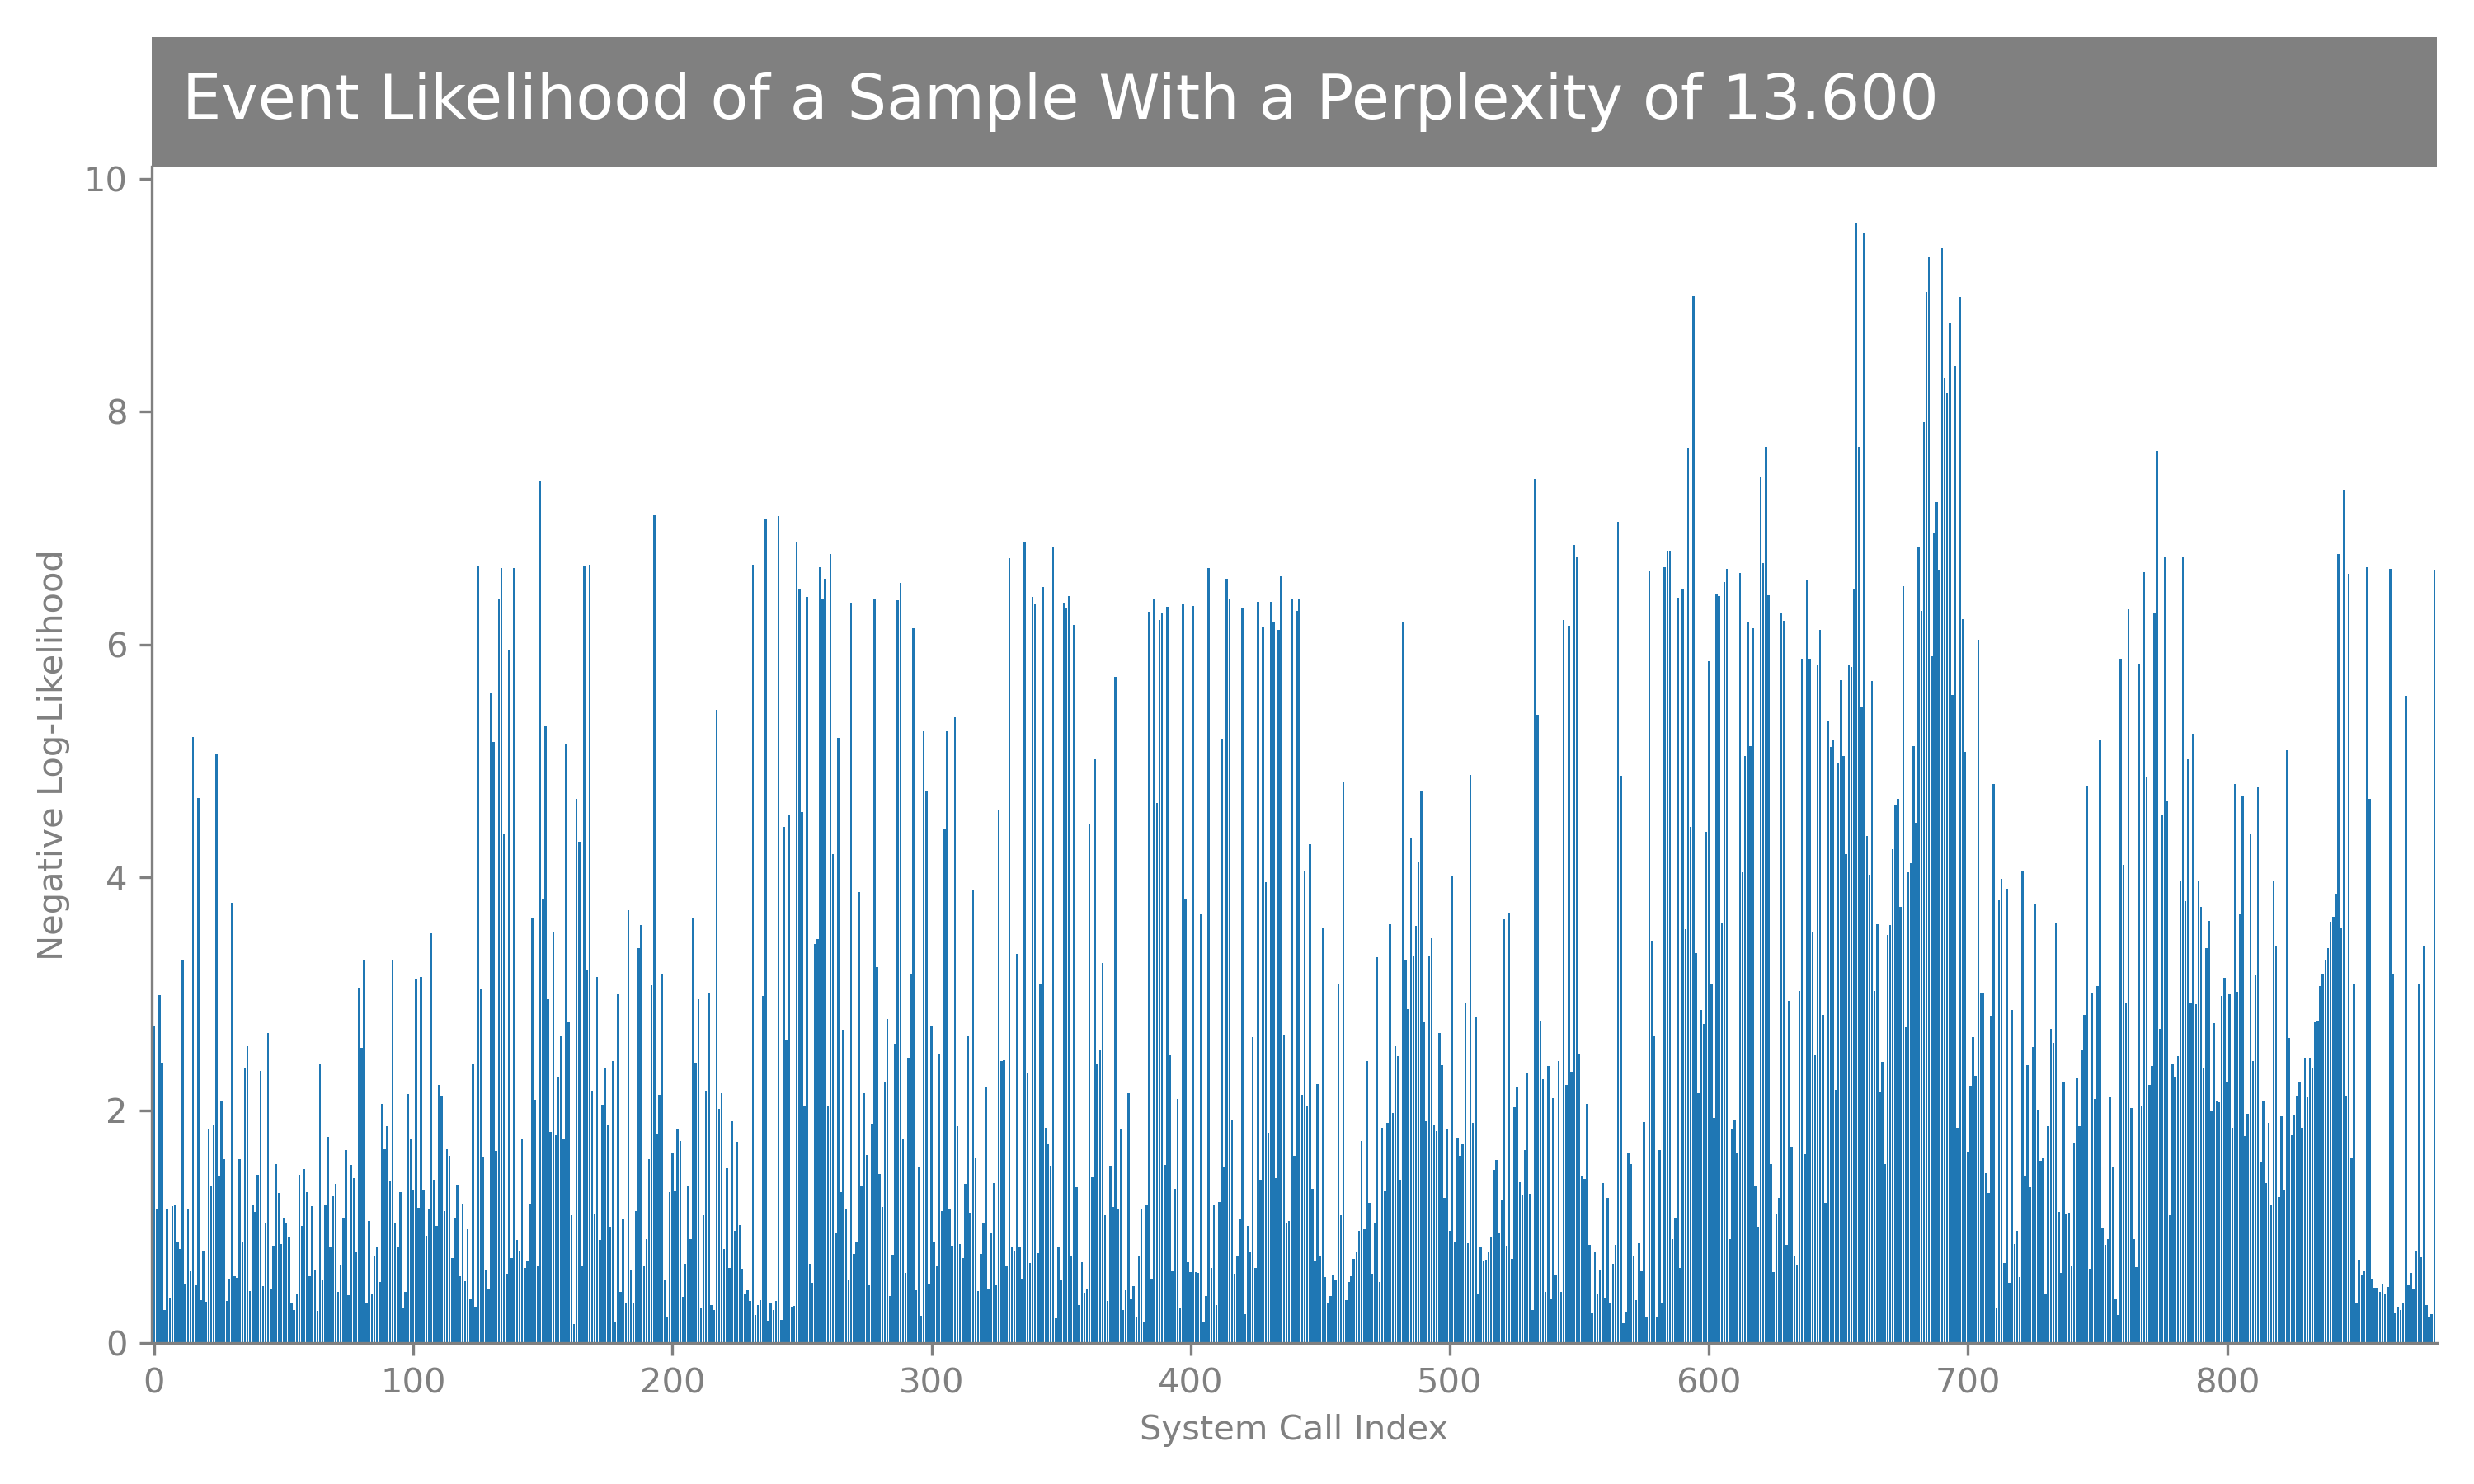 Event Likelihood of a Sample With a Perplexity of 13.600
10
8
6
4
2
0
Negative Log-Likelihood
0 100 200 300 400 500 600 700 800
System Call Index